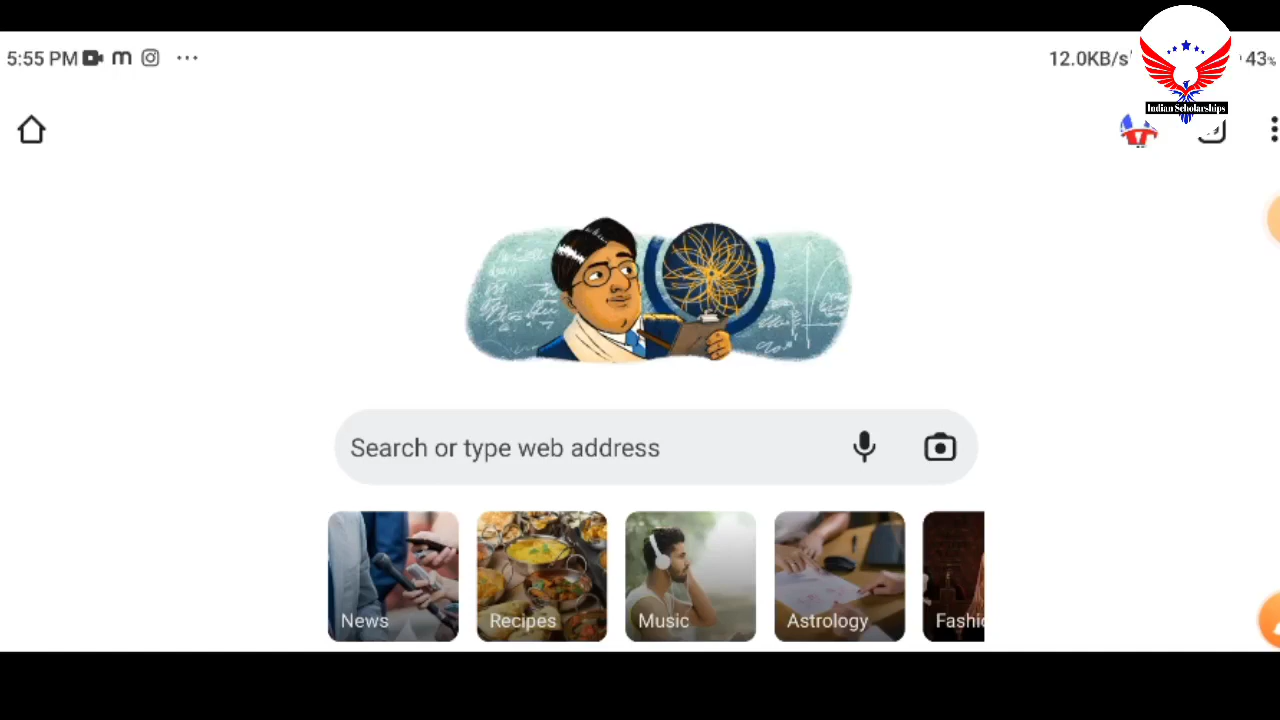 5:55 PM m ...
12.0KB/s 43%
Indian Scholarships
Search or type web address
News
Recipes
Music
Astrology
Fashi